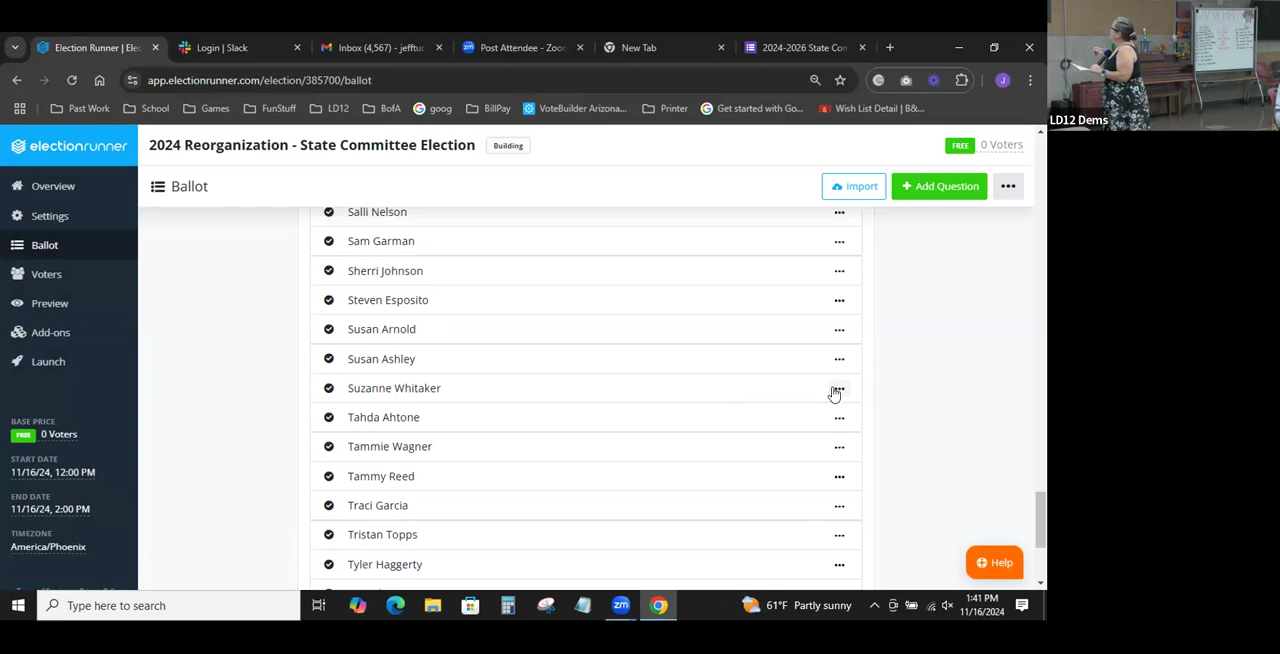 Election Runner | Elec
Login | Slack
Inbox (4,567) - jefftuc
Post Attendee - Zoo
New Tab
2024-2026 State Com
app.electionrunner.com/election/385700/ballot
J
Past Work
School
Games
FunStuff
LD12
BofA
goog
BillPay
VoteBuilder Arizona...
Printer
Get started with Go...
Wish List Detail | B&...
LD12 Dems
electionrunner
2024 Reorganization - State Committee Election
Building
FREE 0 Voters
Overview
Settings
Ballot
Voters
Preview
Add-ons
Launch
BASE PRICE
FREE 0 Voters
START DATE
11/16/24, 12:00 PM
END DATE
11/16/24, 2:00 PM
TIMEZONE
America/Phoenix
Ballot
Import
Add Question
Salli Nelson
Sam Garman
Sherri Johnson
Steven Esposito
Susan Arnold
Susan Ashley
Suzanne Whitaker
Tahda Ahtone
Tammie Wagner
Tammy Reed
Traci Garcia
Tristan Topps
Tyler Haggerty
Help
Type here to search
zm
61°F Partly sunny
1:41 PM
11/16/2024